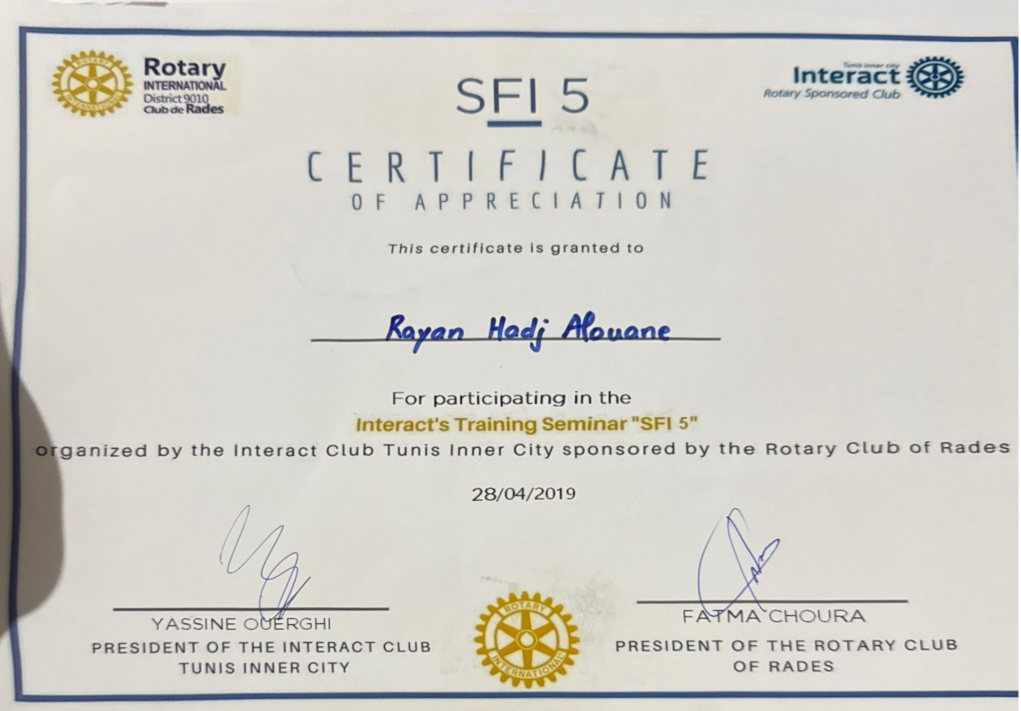 ROTARY
INTERNATIONAL
Rotary
INTERNATIONAL
District 9010
Club de Rades
SFI 5
Tunis inner city
Interact
Rotary Sponsored Club
CERTIFICATE
OF APPRECIATION
This certificate is granted to
Rayan Hadj Alouane
For participating in the
Interact's Training Seminar "SFI 5"
organized by the Interact Club Tunis Inner City sponsored by the Rotary Club of Rades
28/04/2019
YASSINE OUERGHI
PRESIDENT OF THE INTERACT CLUB
TUNIS INNER CITY
ROTARY
INTERNATIONAL
FATMA CHOURA
PRESIDENT OF THE ROTARY CLUB
OF RADES